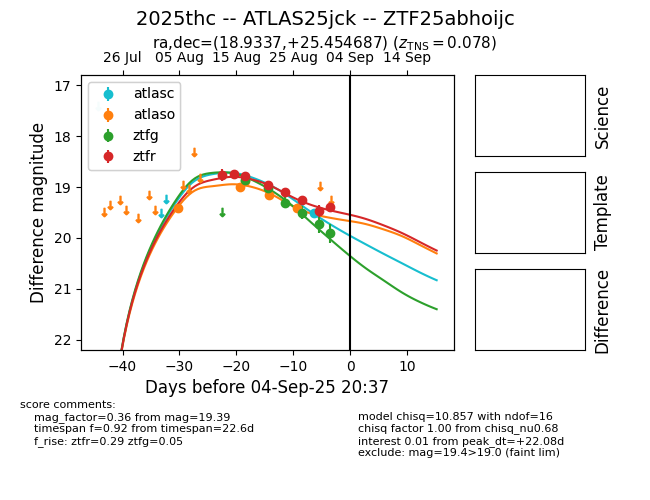 2025thc -- ATLAS25jck -- ZTF25abhoijc
ra,dec=(18.9337,+25.454687) (z_TNS = 0.078)
26 Jul 05 Aug 15 Aug 25 Aug 04 Sep 14 Sep
atlasc
atlaso
ztfg
ztfr
17
18
19
20
21
22
Difference magnitude
−40 −30 −20 −10 0 10
Days before 04-Sep-25 20:37
Science
Template
Difference
score comments:
mag_factor=0.36 from mag=19.39
timespan f=0.92 from timespan=22.6d
f_rise: ztfr=0.29 ztfg=0.05
model chisq=10.857 with ndof=16
chisq factor 1.00 from chisq_nu0.68
interest 0.01 from peak_dt=+22.08d
exclude: mag=19.4>19.0 (faint lim)